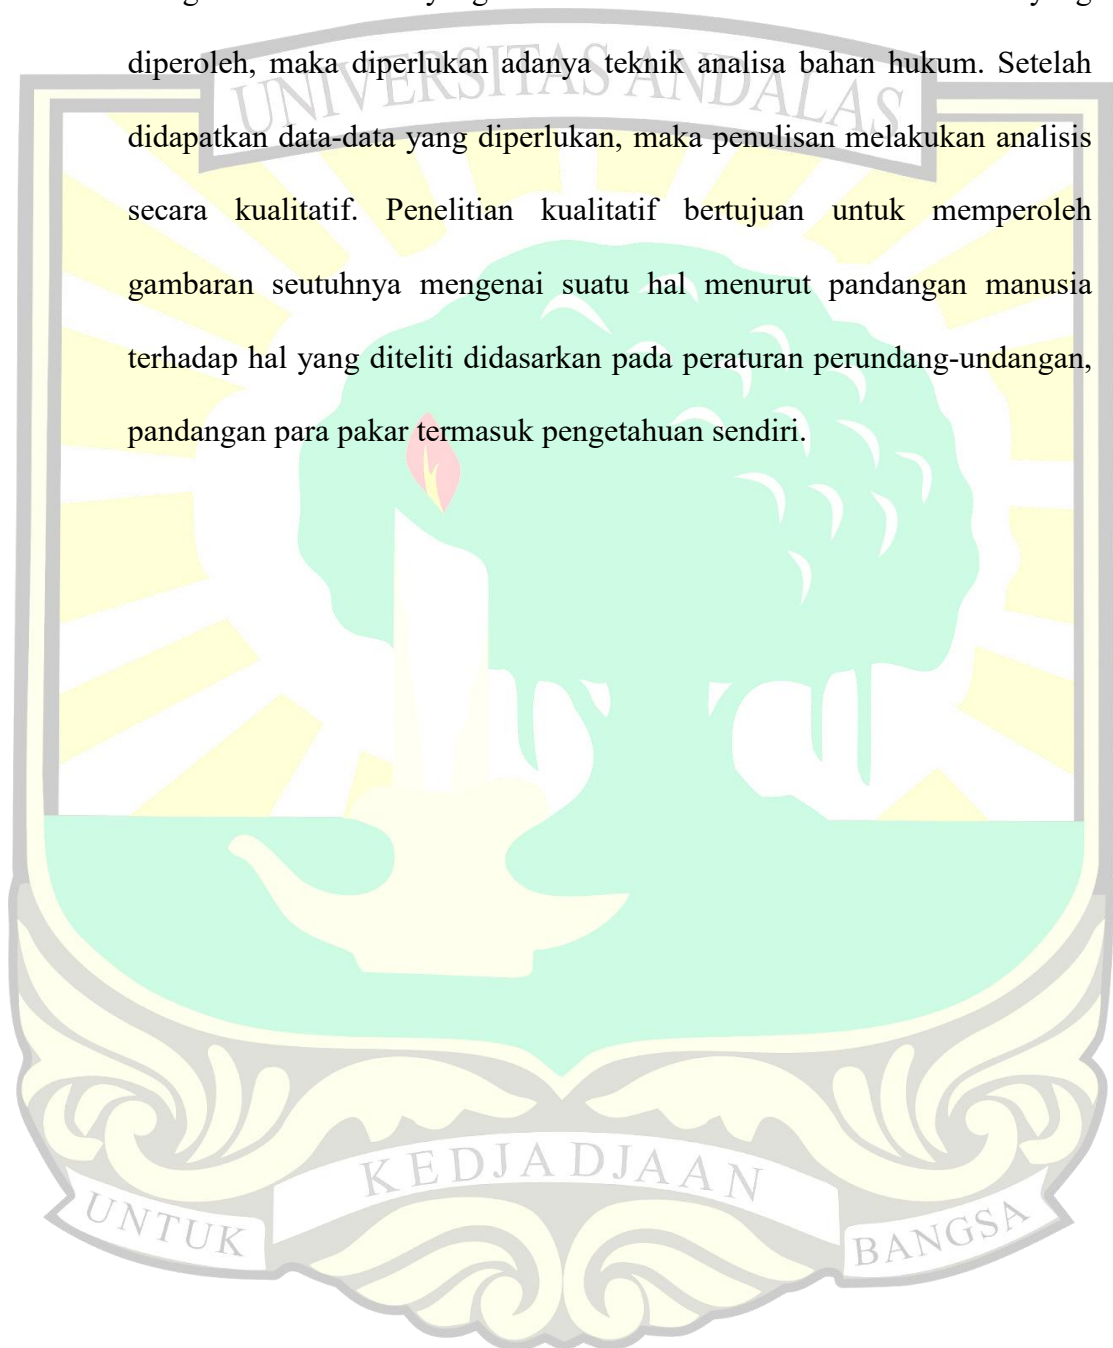 yang
diperoleh, maka diperlukan adanya teknik analisa bahan hukum. Setelah
didapatkan data-data yang diperlukan, maka penulisan melakukan analisis
secara kualitatif. Penelitian kualitatif bertujuan untuk memperoleh
gambaran seutuhnya mengenai suatu hal menurut pandangan manusia
terhadap hal yang diteliti didasarkan pada peraturan perundang-undangan,
pandangan para pakar termasuk pengetahuan sendiri.
UNIVERSITAS ANDALAS
KEDJADJAAN
UNTUK
BANGSA